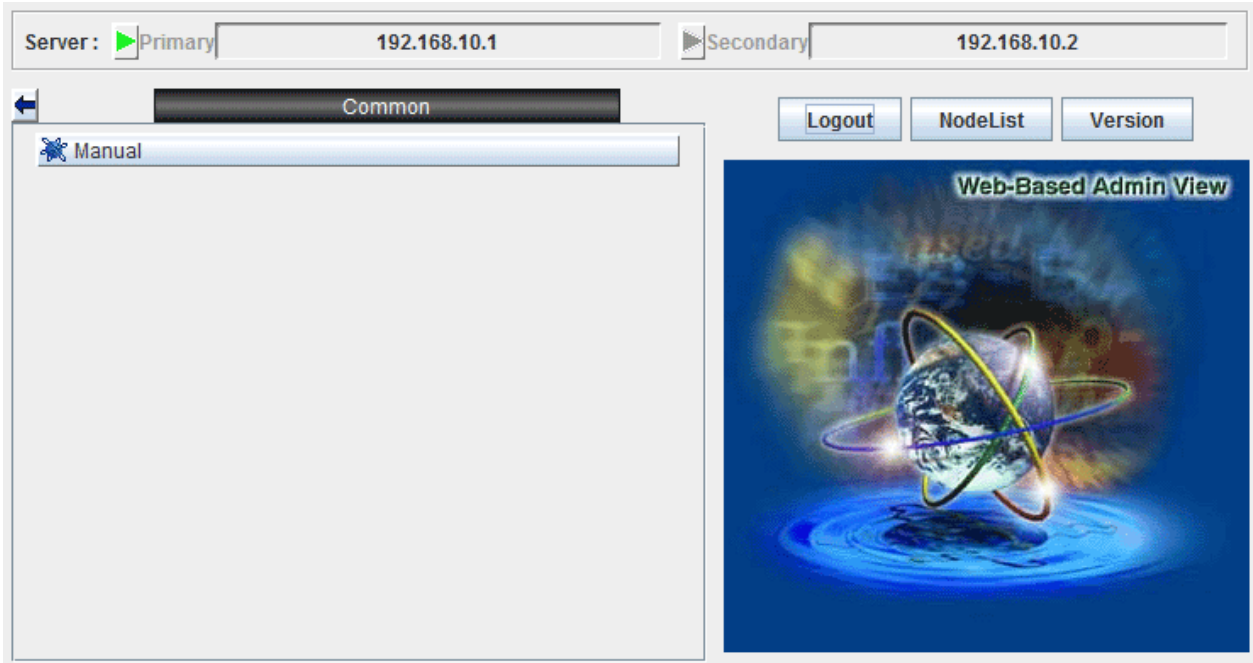 Server : Primary 192.168.10.1 Secondary 192.168.10.2
Common
Logout NodeList Version
Manual
Web-Based Admin View